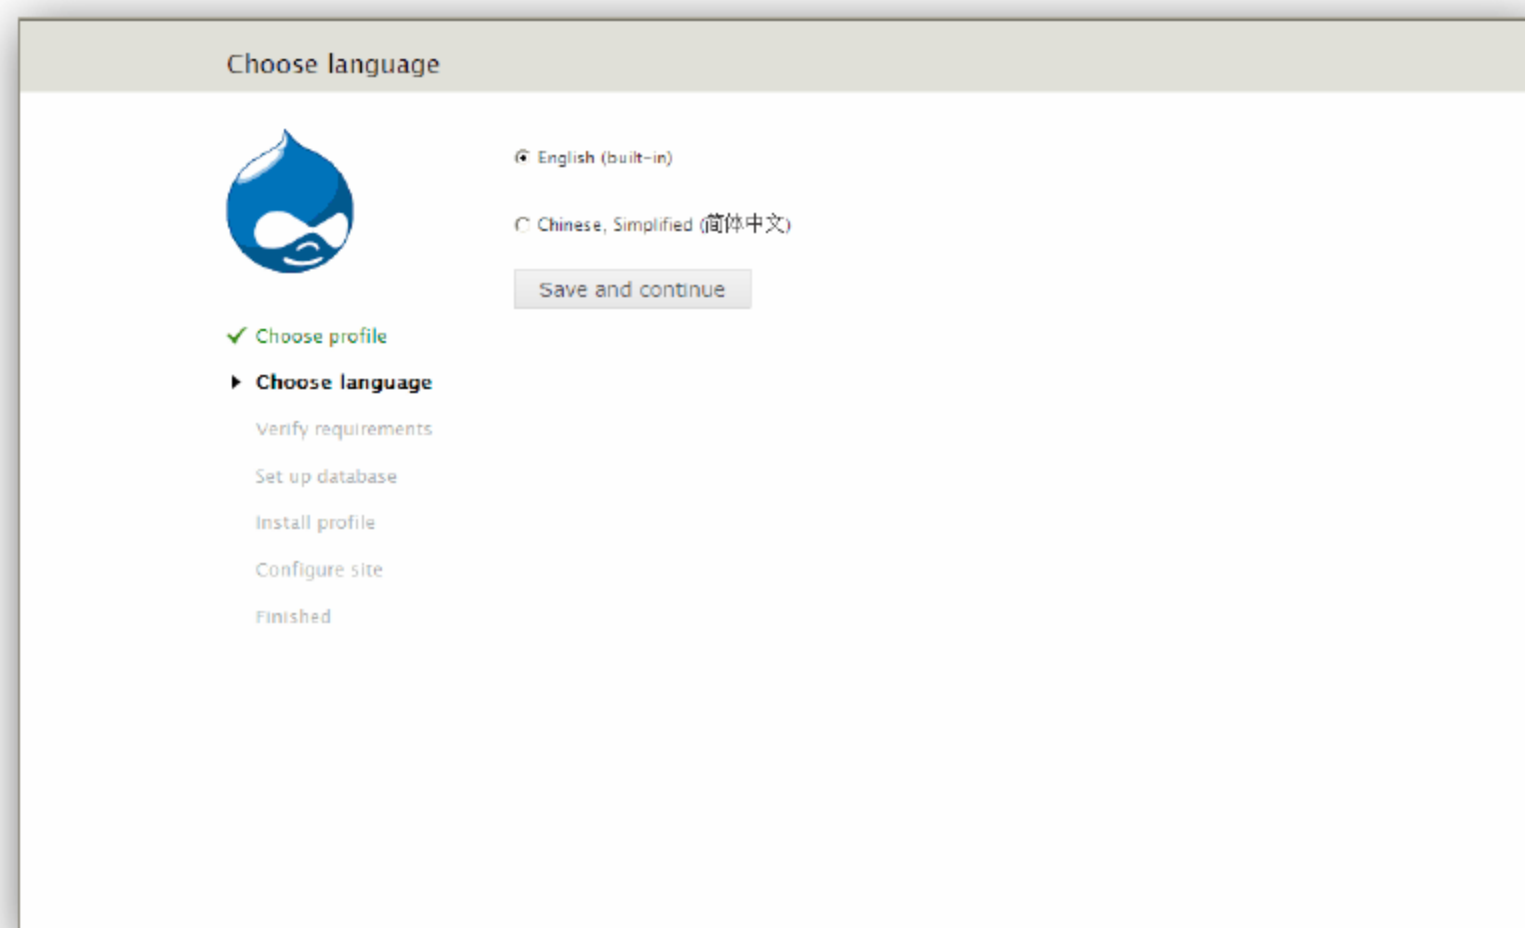 Choose language
English (built-in)
Chinese, Simplified (简体中文)
Save and continue
Choose profile
Choose language
Verify requirements
Set up database
Install profile
Configure site
Finished